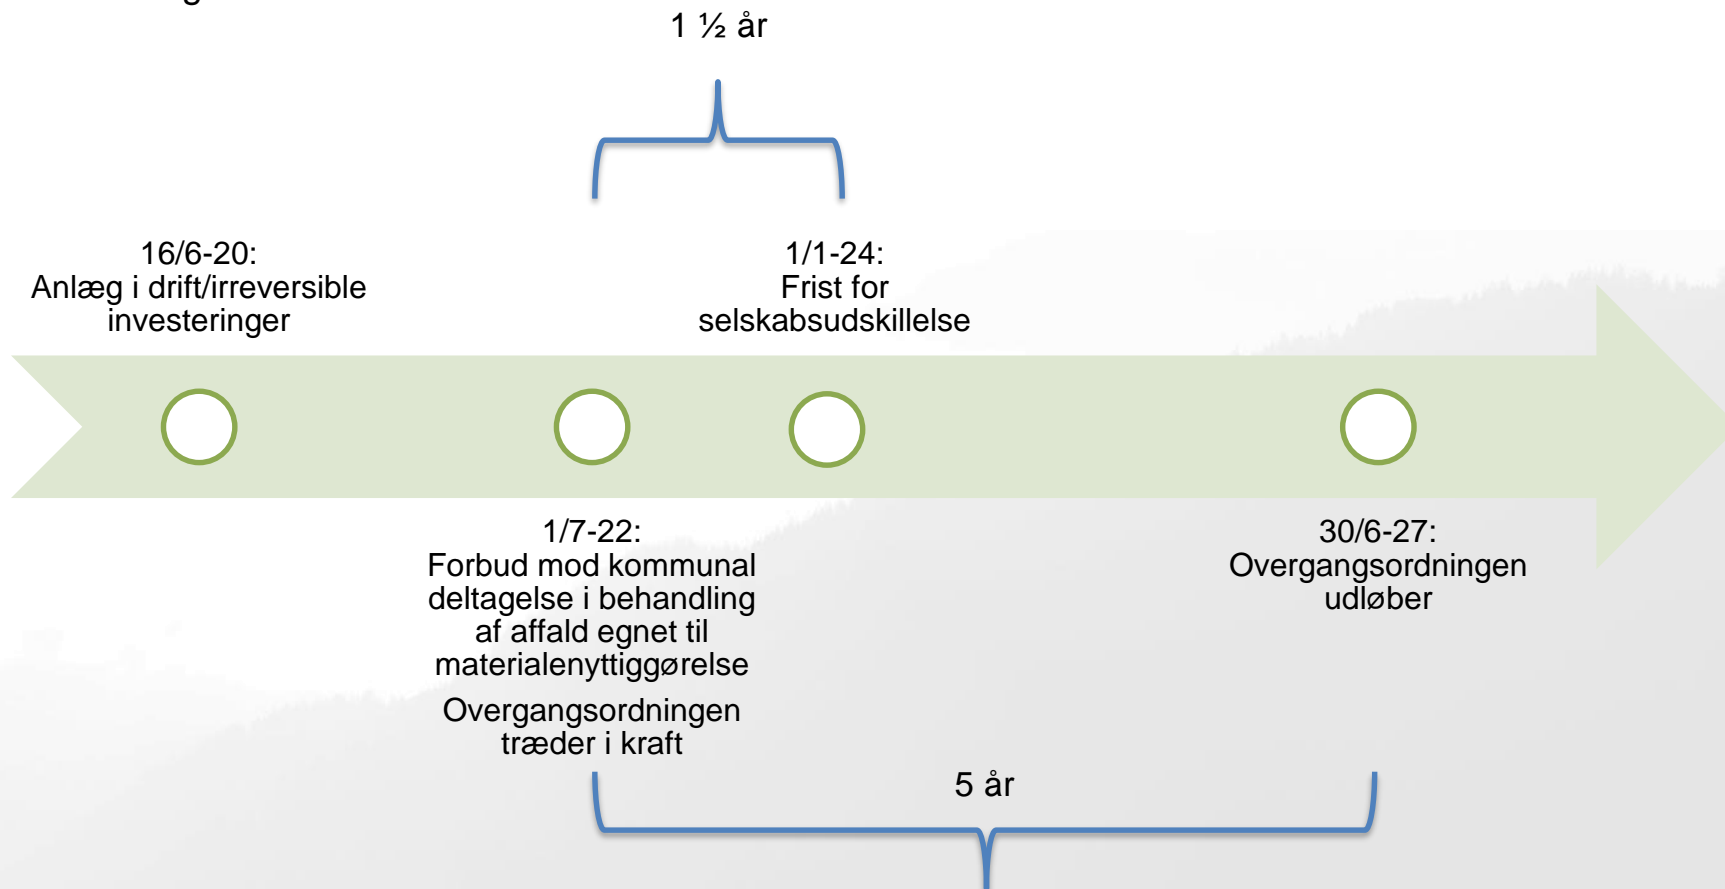 1 ½ år
16/6-20:
Anlæg i drift/irreversible
investeringer
1/1-24:
Frist for
selskabsudskillelse
1/7-22:
Forbud mod kommunal
deltagelse i behandling
af affald egnet til
materialenyttiggørelse
Overgangsordningen
træder i kraft
30/6-27:
Overgangsordningen
udløber
5 år